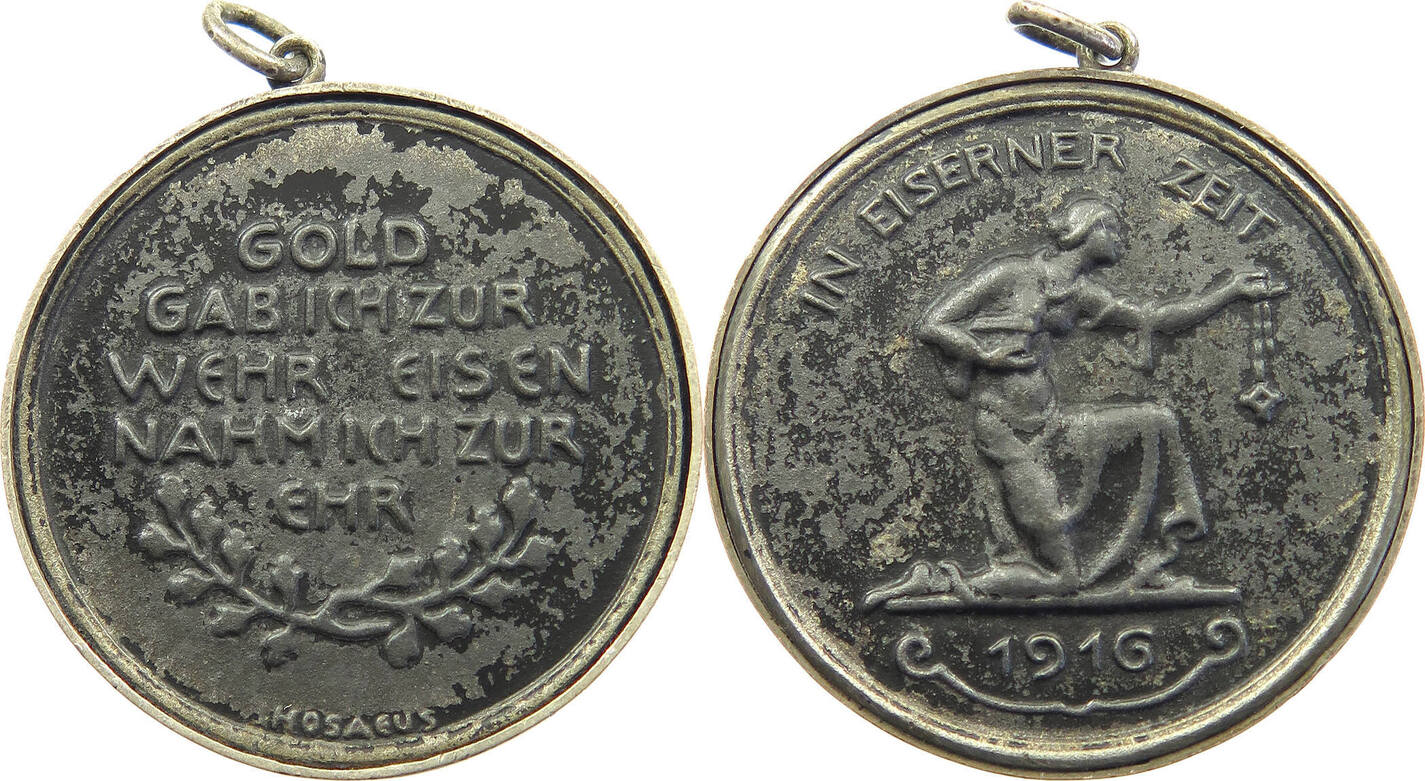 GOLD
GAB ICH ZUR
WEHR EISEN
NAHM ICH ZUR
EHR
HOSAEUS
IN EISERNER ZEIT
1916